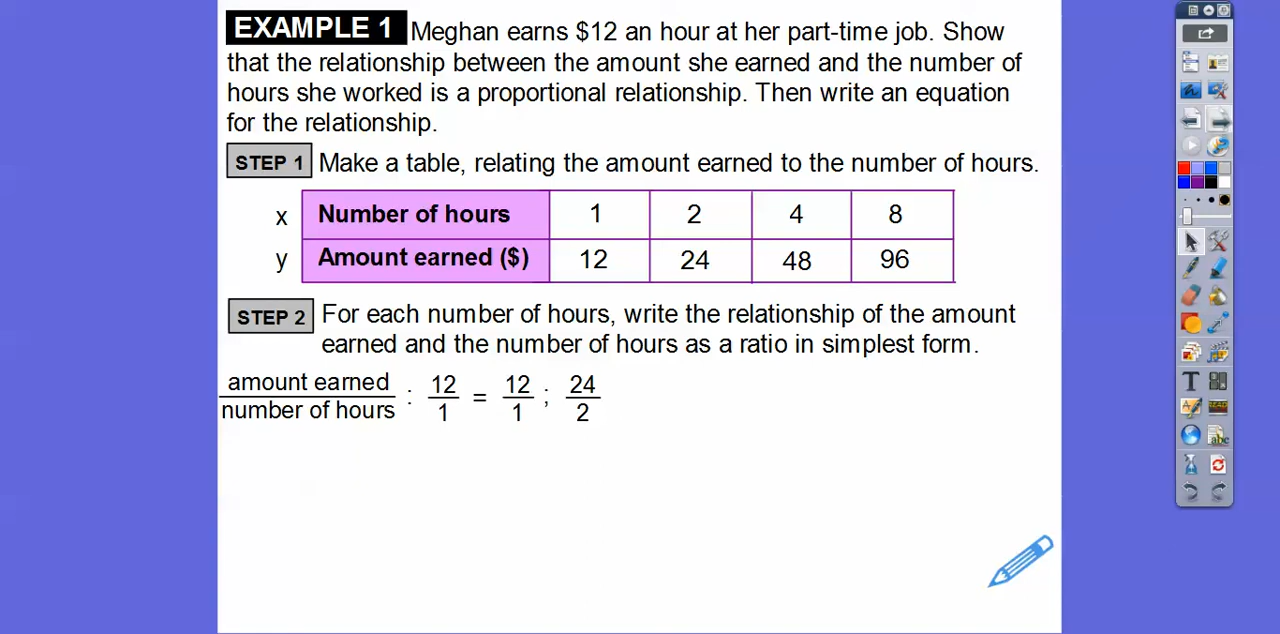 EXAMPLE 1 Meghan earns $12 an hour at her part-time job. Show
that the relationship between the amount she earned and the number of
hours she worked is a proportional relationship. Then write an equation
for the relationship.
STEP 1 Make a table, relating the amount earned to the number of hours.
x Number of hours 1 2 4 8
y Amount earned ($) 12 24 48 96
STEP 2 For each number of hours, write the relationship of the amount
earned and the number of hours as a ratio in simplest form.
amount earned/number of hours : 12/1 = 12/1 ; 24/2